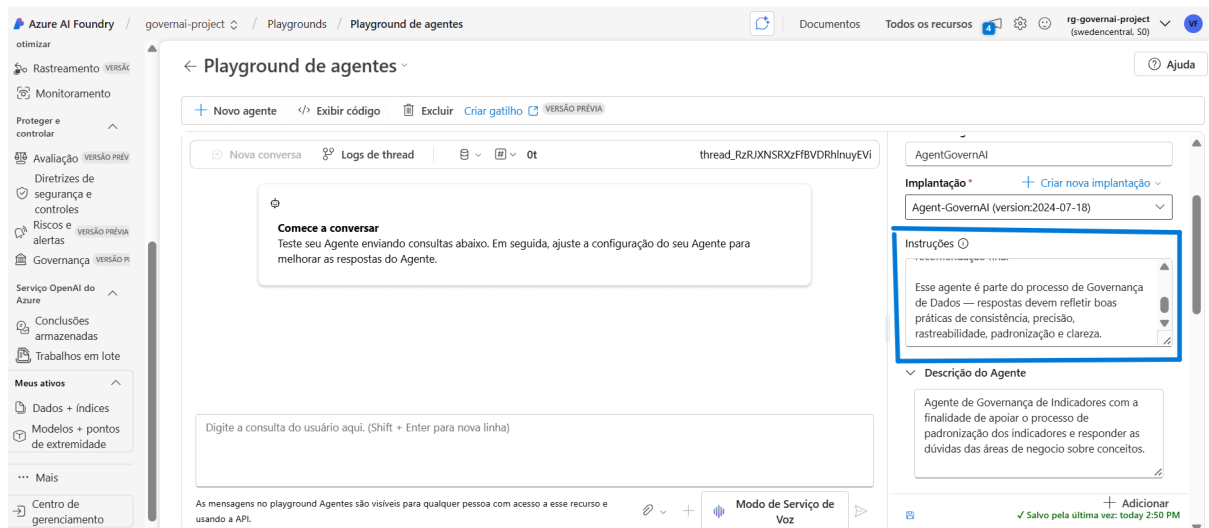 Azure AI Foundry / governai-project / Playgrounds / Playground de agentes
Documentos
Todos os recursos
4
rg-governai-project
(swedencentral, S0)
VF
otimizar
Rastreamento
Monitoramento
Proteger e
controlar
Avaliação
Diretrizes de
segurança e
controles
Riscos e
alertas
VERSÃO PRÉVIA
Governança
Serviço OpenAI do
Azure
Conclusões
armazenadas
Trabalhos em lote
Meus ativos
Dados + índices
Modelos + pontos
de extremidade
Mais
Centro de
gerenciamento
Playground de agentes
Ajuda
Novo agente
Exibir código
Excluir
Criar gatilho
VERSÃO PRÉVIA
Nova conversa
Logs de thread
0t
thread_RzRJXNSRXzFfBVDRhlnuyEVi
Comece a conversar
Teste seu Agente enviando consultas abaixo. Em seguida, ajuste a configuração do seu Agente para
melhorar as respostas do Agente.
Digite a consulta do usuário aqui. (Shift + Enter para nova linha)
As mensagens no playground Agentes são visíveis para qualquer pessoa com acesso a esse recurso e
usando a API.
Modo de Serviço de
Voz
AgentGovernAI
Implantação *
Criar nova implantação
Agent-GovernAI (version:2024-07-18)
Instruções
Esse agente é parte do processo de Governança
de Dados — respostas devem refletir boas
práticas de consistência, precisão,
rastreabilidade, padronização e clareza.
Descrição do Agente
Agente de Governança de Indicadores com a
finalidade de apoiar o processo de
padronização dos indicadores e responder as
dúvidas das áreas de negocio sobre conceitos.
Adicionar
Salvo pela última vez: today 2:50 PM